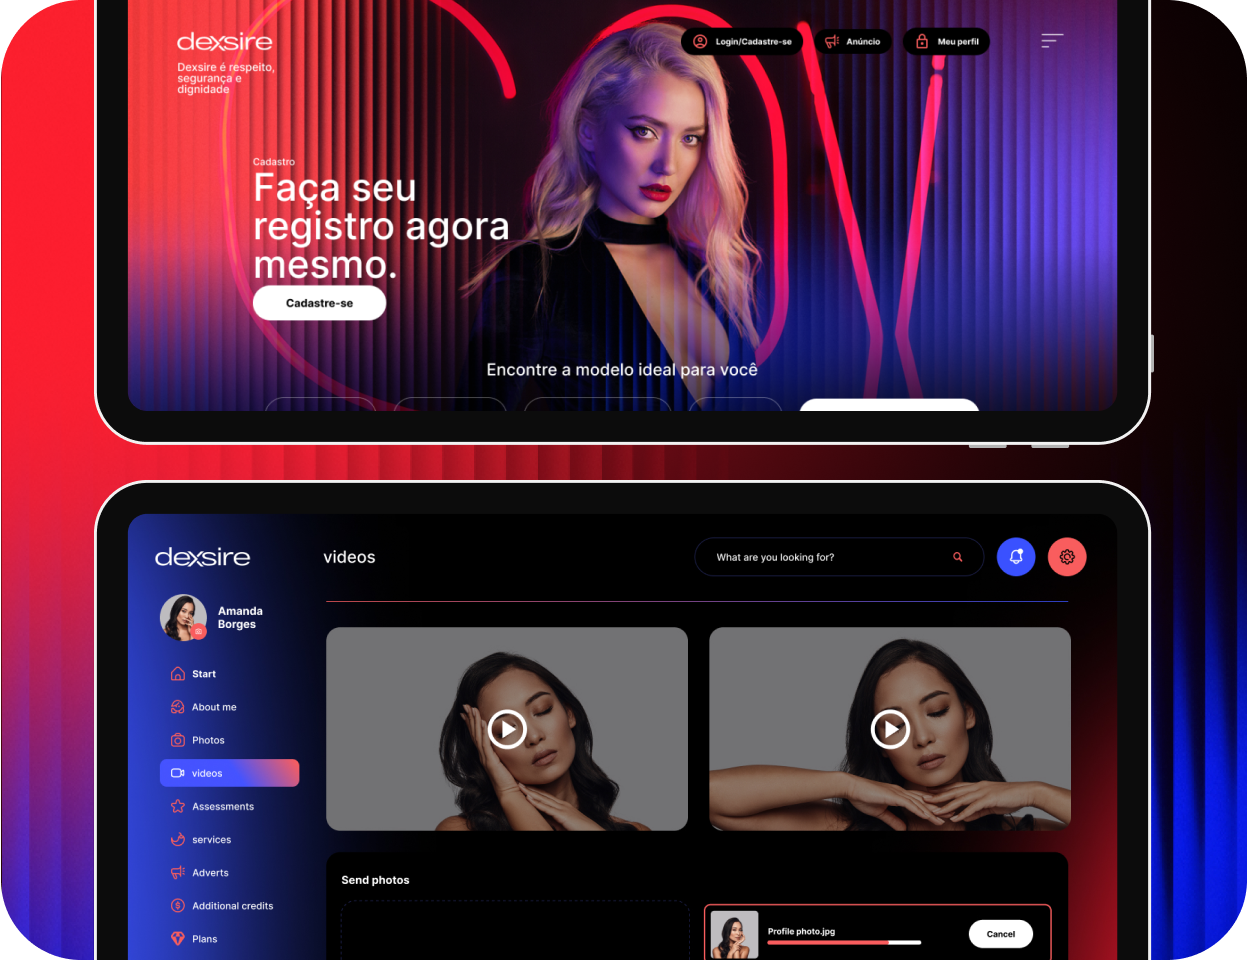 dexsire
Dexsire é respeito,
segurança e
dignidade
Login/Cadastre-se
Anúncio
Meu perfil
Cadastro
Faça seu
registro agora
mesmo.
Cadastre-se
Encontre a modelo ideal para você
dexsire
videos
What are you looking for?
Amanda
Borges
Start
About me
Photos
videos
Assessments
services
Adverts
Additional credits
Plans
Send photos
Profile photo.jpg
Cancel